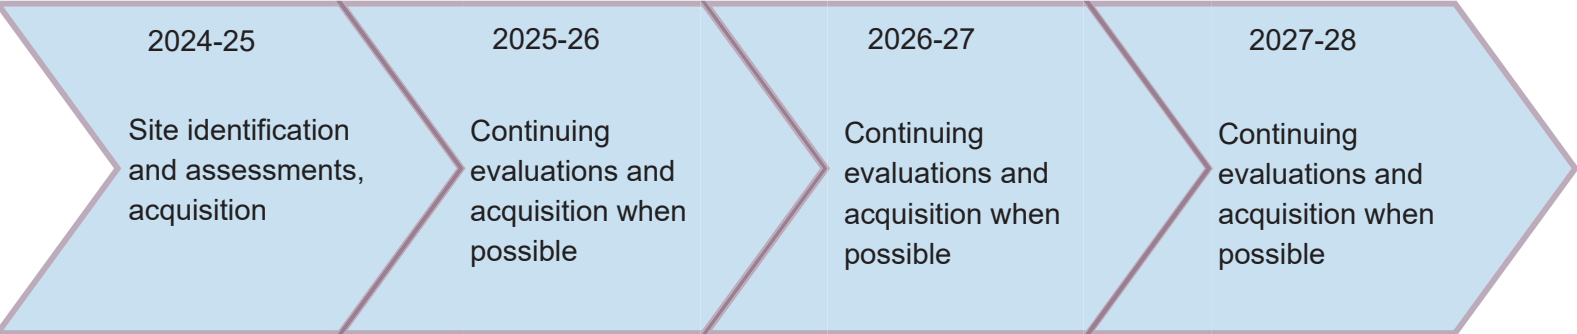 2024-25
Site identification
and assessments,
acquisition
2025-26
Continuing
evaluations and
acquisition when
possible
2026-27
Continuing
evaluations and
acquisition when
possible
2027-28
Continuing
evaluations and
acquisition when
possible